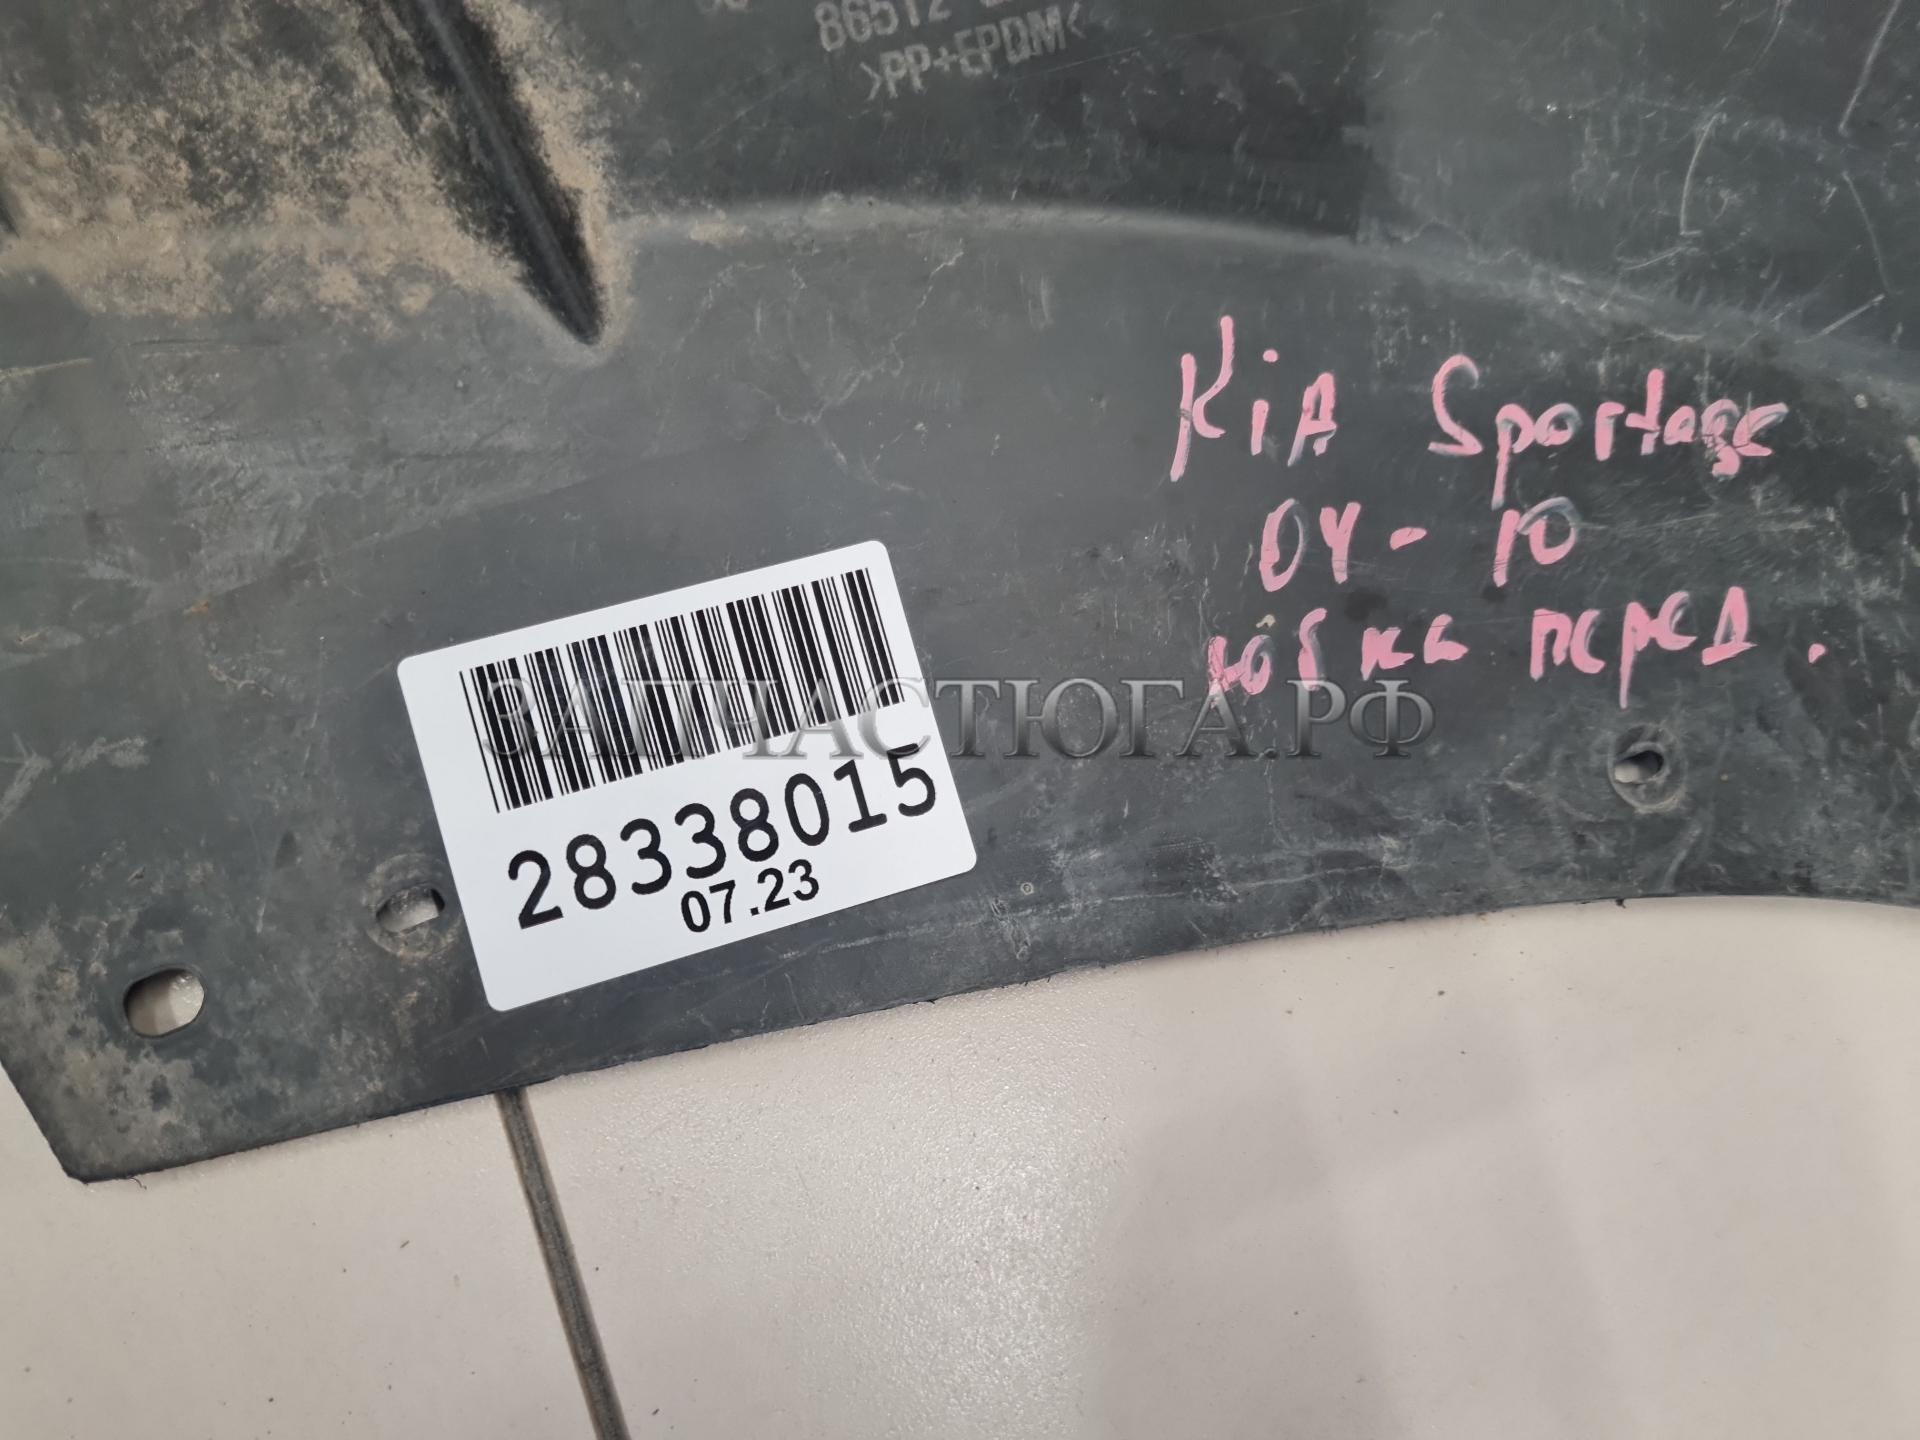 86512
>PP+EPDM<
KiA Sportage
04-10
юбка перед.
ЗАПЧАСТЮГА.РФ
28338015
07.23